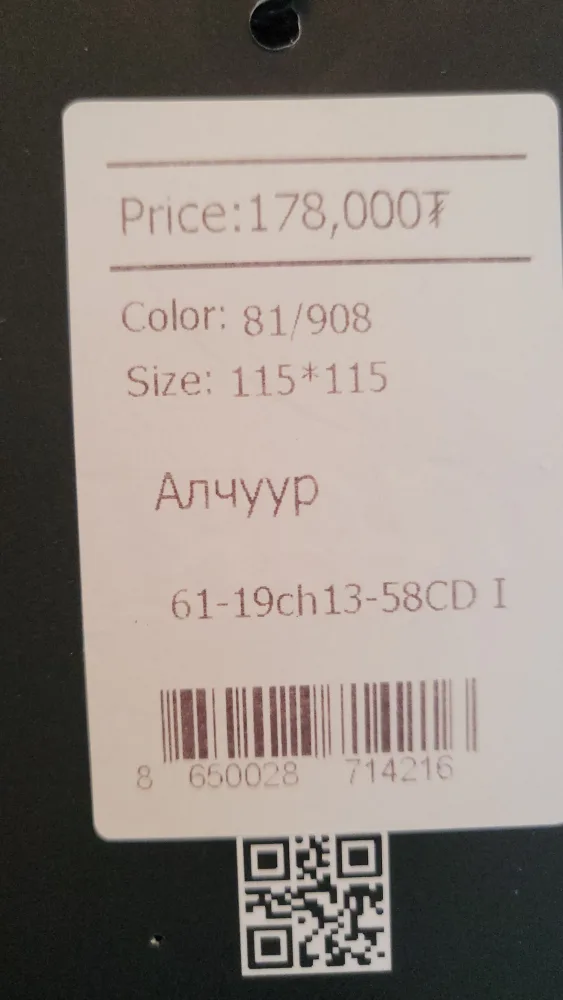 Price:178,000₮
Color: 81/908
Size: 115*115
Алчуур
61-19ch13-58CD I
8 650028 714216